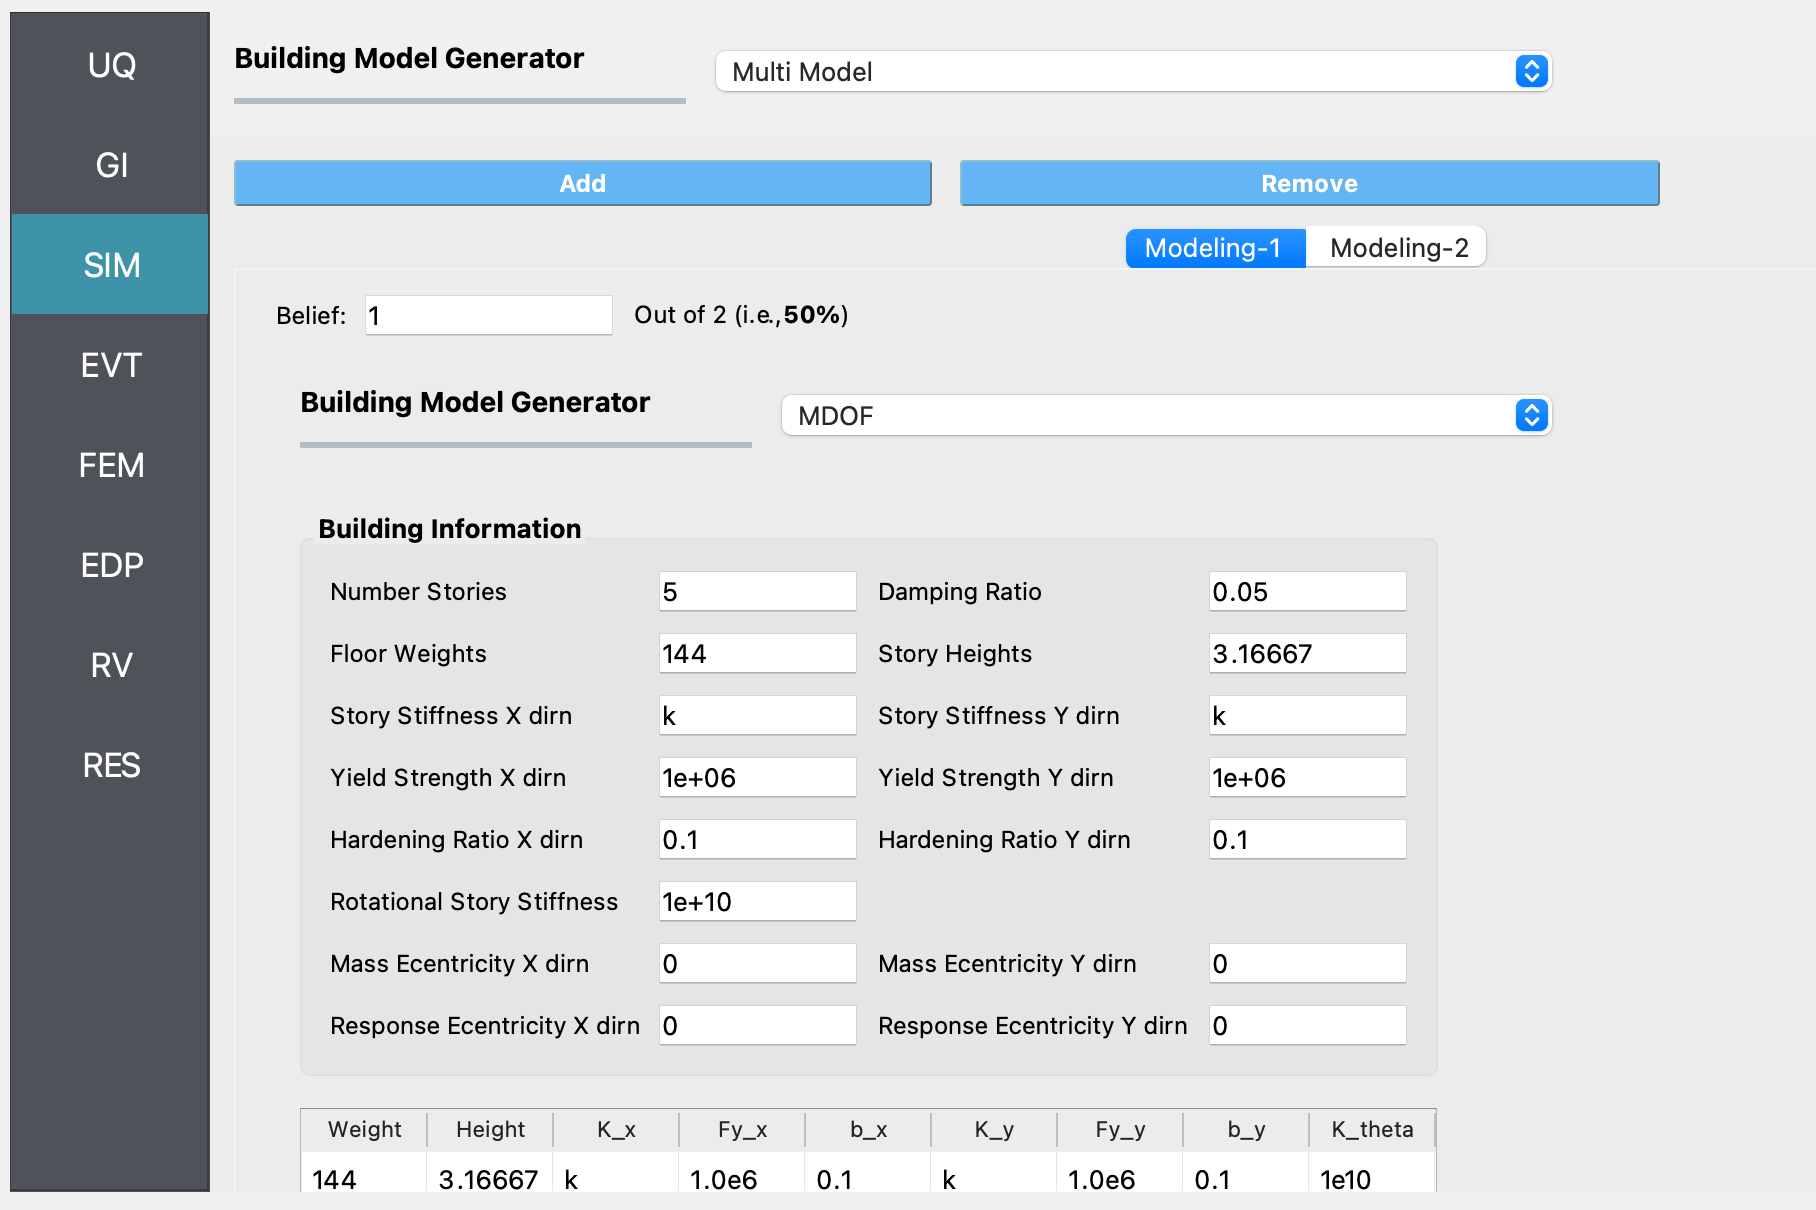 UQ
GI
SIM
EVT
FEM
EDP
RV
RES
Building Model Generator
Multi Model
Add Remove
Modeling-1 Modeling-2
Belief: 1 Out of 2 (i.e.,50%)
Building Model Generator
MDOF
Building Information
Number Stories 5 Damping Ratio 0.05
Floor Weights 144 Story Heights 3.16667
Story Stiffness X dirn k Story Stiffness Y dirn k
Yield Strength X dirn 1e+06 Yield Strength Y dirn 1e+06
Hardening Ratio X dirn 0.1 Hardening Ratio Y dirn 0.1
Rotational Story Stiffness 1e+10
Mass Ecentricity X dirn 0 Mass Ecentricity Y dirn 0
Response Ecentricity X dirn 0 Response Ecentricity Y dirn 0
Weight Height K_x Fy_x b_x K_y Fy_y b_y K_theta
144 3.16667 k 1.0e6 0.1 k 1.0e6 0.1 1e10